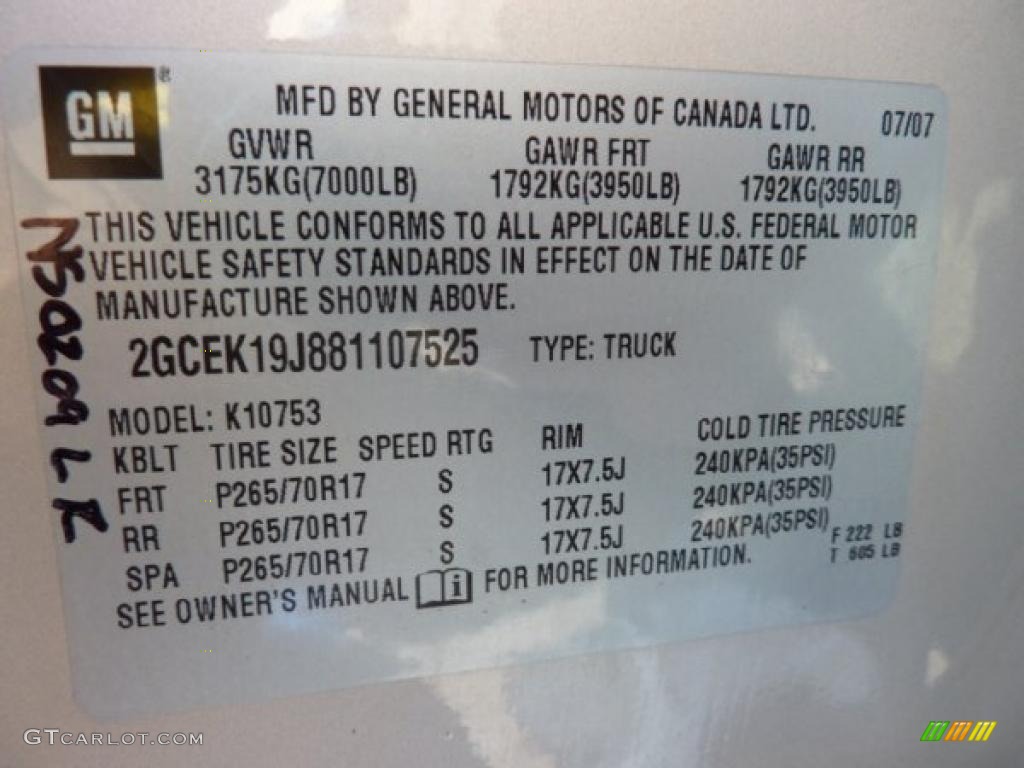 GM®
MFD BY GENERAL MOTORS OF CANADA LTD. 07/07
GVWR GAWR FRT GAWR RR
3175KG(7000LB) 1792KG(3950LB) 1792KG(3950LB)
THIS VEHICLE CONFORMS TO ALL APPLICABLE U.S. FEDERAL MOTOR
VEHICLE SAFETY STANDARDS IN EFFECT ON THE DATE OF
MANUFACTURE SHOWN ABOVE.
2GCEK19J881107525 TYPE: TRUCK
MODEL: K10753
KBLT TIRE SIZE SPEED RTG RIM COLD TIRE PRESSURE
FRT P265/70R17 S 17X7.5J 240KPA(35PSI)
RR P265/70R17 S 17X7.5J 240KPA(35PSI)
SPA P265/70R17 S 17X7.5J 240KPA(35PSI)
F 222 LB
T 605 LB
SEE OWNER'S MANUAL i FOR MORE INFORMATION.
GTCARLOT.COM